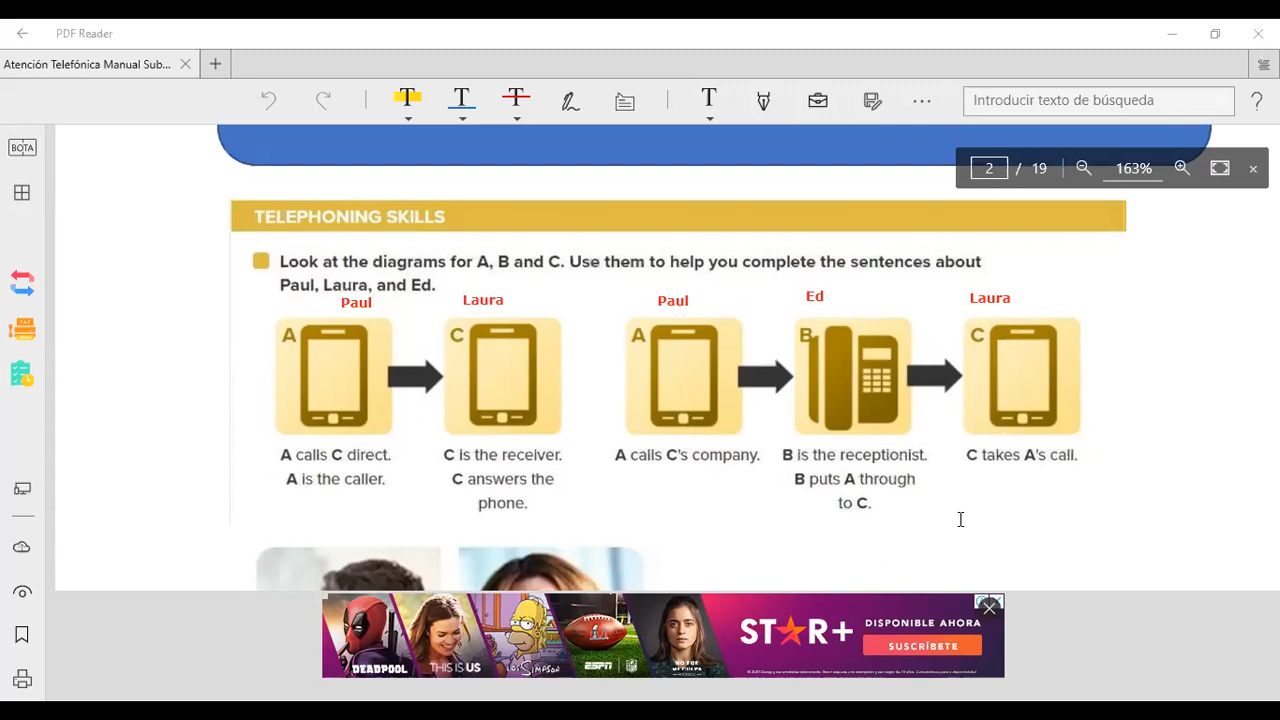 PDF Reader
Atención Telefónica Manual Sub...
Introducir texto de búsqueda
BOTA
2 / 19 163%
TELEPHONING SKILLS
Look at the diagrams for A, B and C. Use them to help you complete the sentences about
Paul, Laura, and Ed.
Paul Laura Paul Ed Laura
A C A B C
A calls C direct.
A is the caller.
C is the receiver.
C answers the
phone.
A calls C's company.
B is the receptionist.
B puts A through
to C.
C takes A's call.
DEADPOOL
THIS IS US
LOS SIMPSON
ESPN
NFL
STAR+
DISPONIBLE AHORA
SUSCRÍBETE